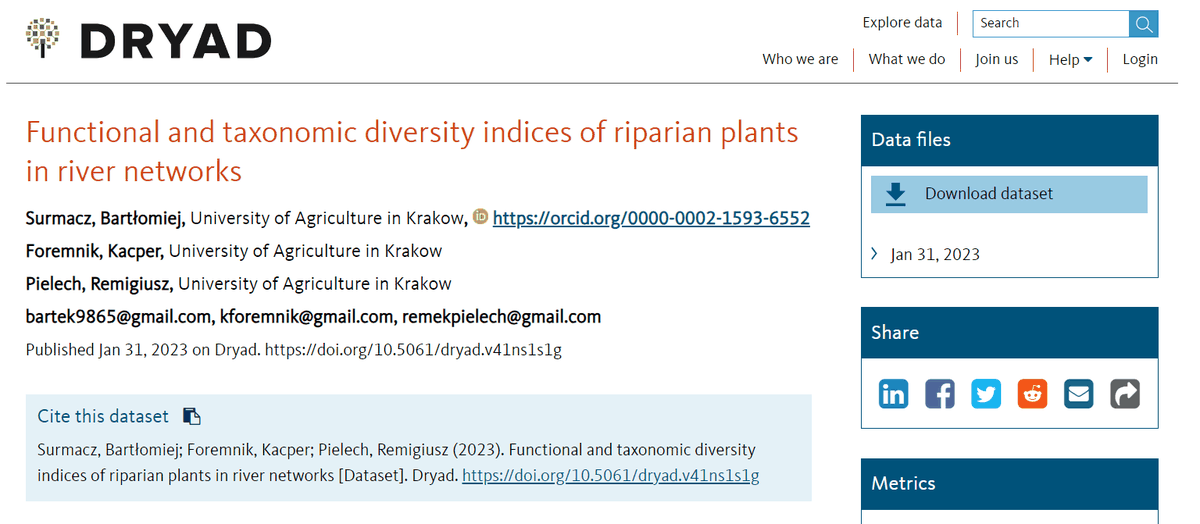 DRYAD
Explore data
Search
Who we are
What we do
Join us
Help
Login
Functional and taxonomic diversity indices of riparian plants
in river networks
Surmacz, Bartłomiej, University of Agriculture in Krakow, iD https://orcid.org/0000-0002-1593-6552
Foremnik, Kacper, University of Agriculture in Krakow
Pielech, Remigiusz, University of Agriculture in Krakow
bartek9865@gmail.com, kforemnik@gmail.com, remekpielech@gmail.com
Published Jan 31, 2023 on Dryad. https://doi.org/10.5061/dryad.v41ns1s1g
Cite this dataset
Surmacz, Bartłomiej; Foremnik, Kacper; Pielech, Remigiusz (2023). Functional and taxonomic diversity
indices of riparian plants in river networks [Dataset]. Dryad. https://doi.org/10.5061/dryad.v41ns1s1g
Data files
Download dataset
Jan 31, 2023
Share
in
f
Metrics